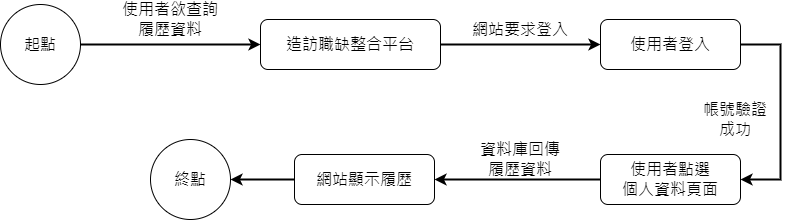 起點
使用者欲查詢
履歷資料
造訪職缺整合平台
網站要求登入
使用者登入
帳號驗證
成功
使用者點選
個人資料頁面
資料庫回傳
履歷資料
網站顯示履歷
終點